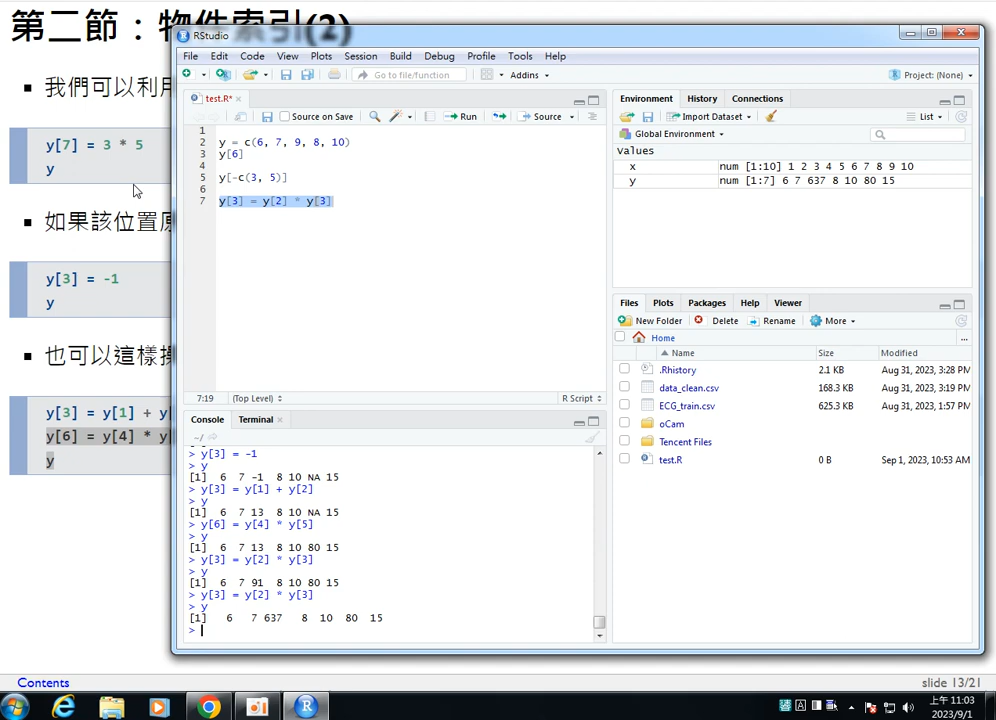 第二節：物件索引(2)
我們可以利用
y[7] = 3 * 5
y
如果該位置原
y[3] = -1
y
也可以這樣操
y[3] = y[1] + y[
y[6] = y[4] * y[
y
RStudio
File Edit Code View Plots Session Build Debug Profile Tools Help
Go to file/function Addins Project: (None)
test.R*
Source on Save Run Source
1
2 y = c(6, 7, 9, 8, 10)
3 y[6]
4
5 y[-c(3, 5)]
6
7 y[3] = y[2] * y[3]
7:19 (Top Level) R Script
Console Terminal
~/
> y[3] = -1
> y
[1] 6 7 -1 8 10 NA 15
> y[3] = y[1] + y[2]
> y
[1] 6 7 13 8 10 NA 15
> y[6] = y[4] * y[5]
> y
[1] 6 7 13 8 10 80 15
> y[3] = y[2] * y[3]
> y
[1] 6 7 91 8 10 80 15
> y[3] = y[2] * y[3]
> y
[1] 6 7 637 8 10 80 15
>
Environment History Connections
Import Dataset List
Global Environment
Values
x num [1:10] 1 2 3 4 5 6 7 8 9 10
y num [1:7] 6 7 637 8 10 80 15
Files Plots Packages Help Viewer
New Folder Delete Rename More
Home ...
Name Size Modified
.Rhistory 2.1 KB Aug 31, 2023, 3:28 PM
data_clean.csv 168.3 KB Aug 31, 2023, 3:19 PM
ECG_train.csv 625.3 KB Aug 31, 2023, 1:57 PM
oCam
Tencent Files
test.R 0 B Sep 1, 2023, 10:53 AM
Contents
slide 13/21
上午 11:03
2023/9/1